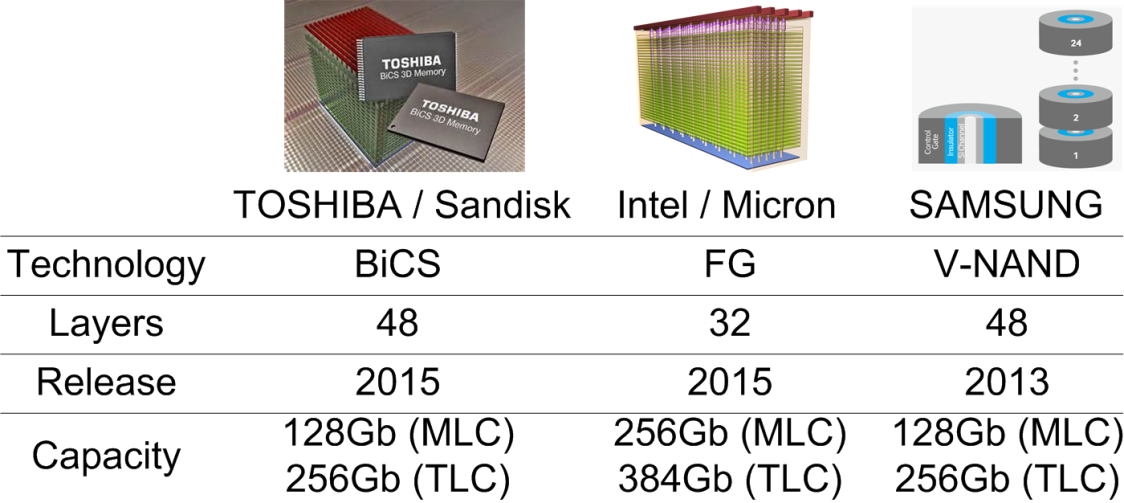 TOSHIBA
BiCS 3D Memory
TOSHIBA
BiCS 3D Memory
Control
Gate
Insulator
Si Channel
24
2
1
TOSHIBA / Sandisk Intel / Micron SAMSUNG
Technology BiCS FG V-NAND
Layers 48 32 48
Release 2015 2015 2013
Capacity 128Gb (MLC) 256Gb (MLC) 128Gb (MLC)
256Gb (TLC) 384Gb (TLC) 256Gb (TLC)